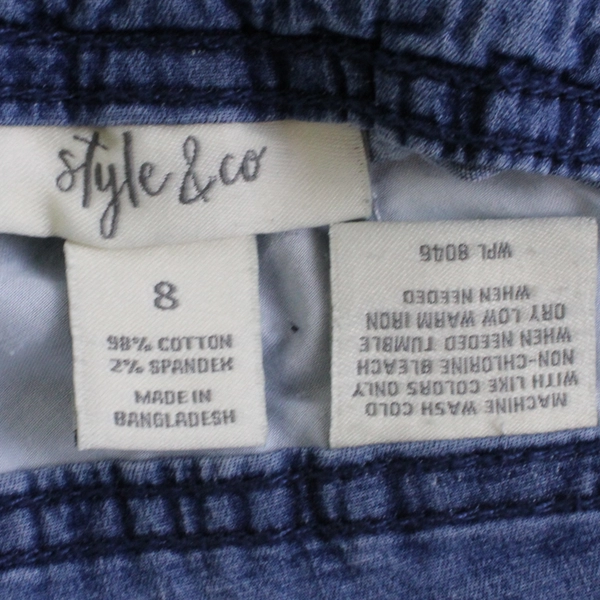 style & co
8
98% COTTON
2% SPANDEX
MADE IN
BANGLADESH
MACHINE WASH COLD
WITH LIKE COLORS ONLY
NON-CHLORINE BLEACH
WHEN NEEDED TUMBLE
DRY LOW WARM IRON
WHEN NEEDED
WPL 8046